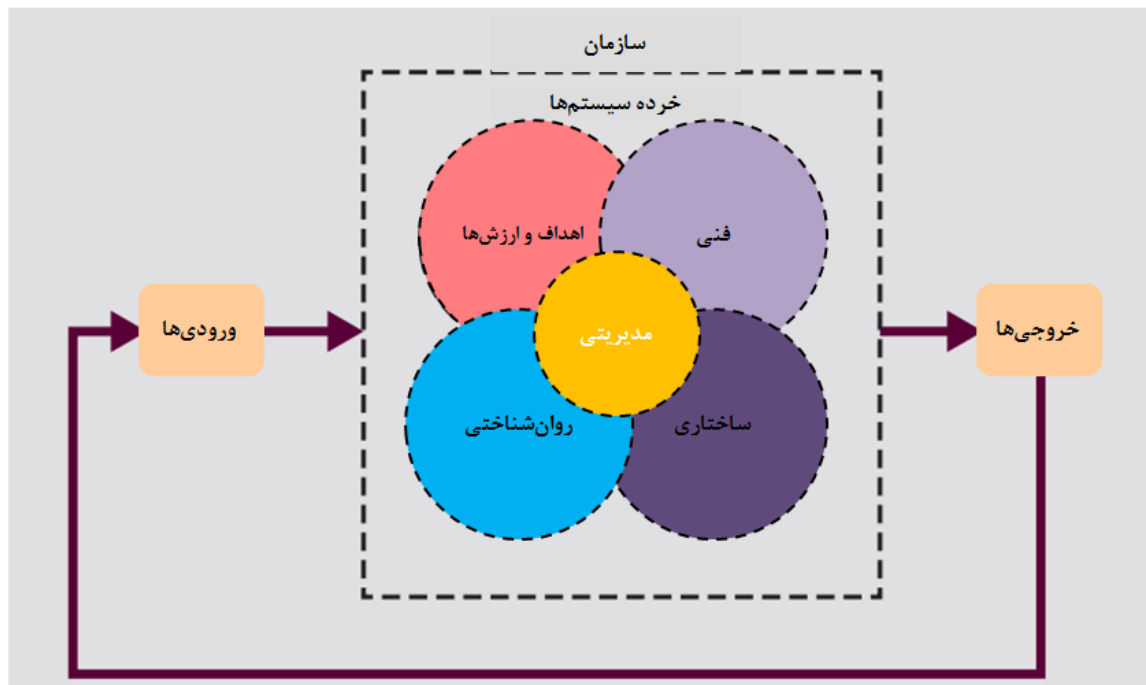 سازمان
خرده سیستم‌ها
فنی
اهداف و ارزش‌ها
خروجی‌ها
مدیریتی
ورودی‌ها
ساختاری
روان‌شناختی